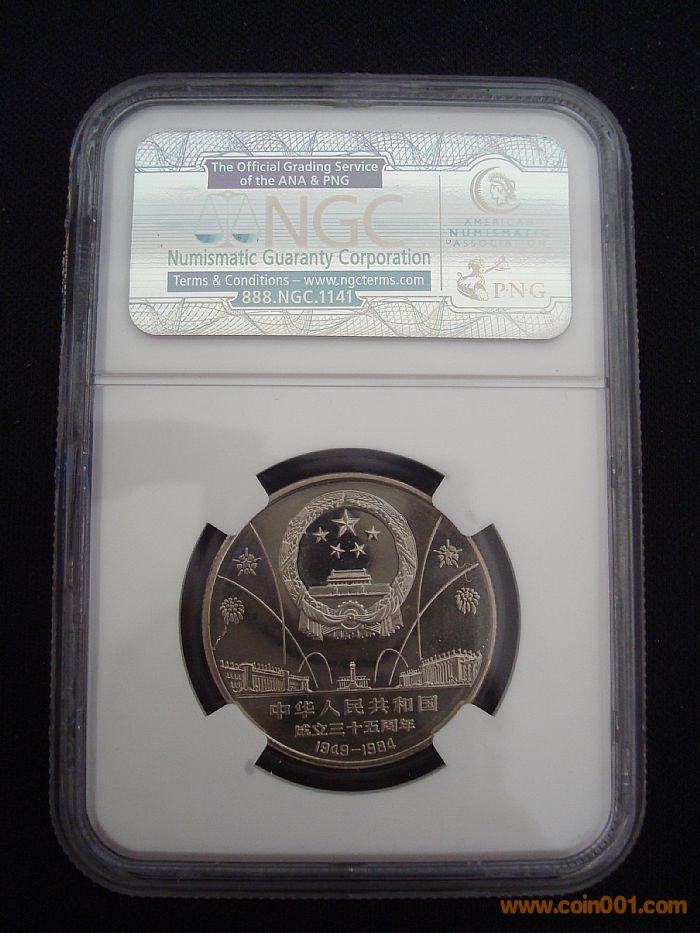 The Official Grading Service
of the ANA & PNG
NGC
Numismatic Guaranty Corporation
Terms & Conditions – www.ngcterms.com
888.NGC.1141
AMERICAN
NUMISMATIC
ASSOCIATION
P·N·G
中华人民共和国
成立三十五周年
1949-1984
www.coin001.com